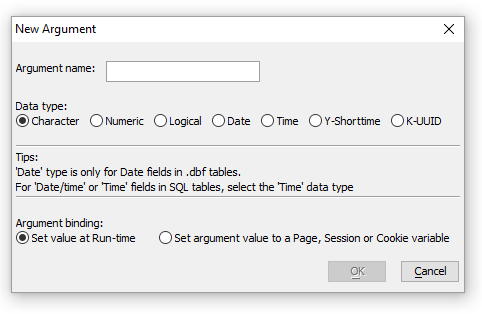 New Argument
Argument name:
Data type:
Character Numeric Logical Date Time Y-Shorttime K-UUID
Tips:
'Date' type is only for Date fields in .dbf tables.
For 'Date/time' or 'Time' fields in SQL tables, select the 'Time' data type
Argument binding:
Set value at Run-time Set argument value to a Page, Session or Cookie variable
OK Cancel